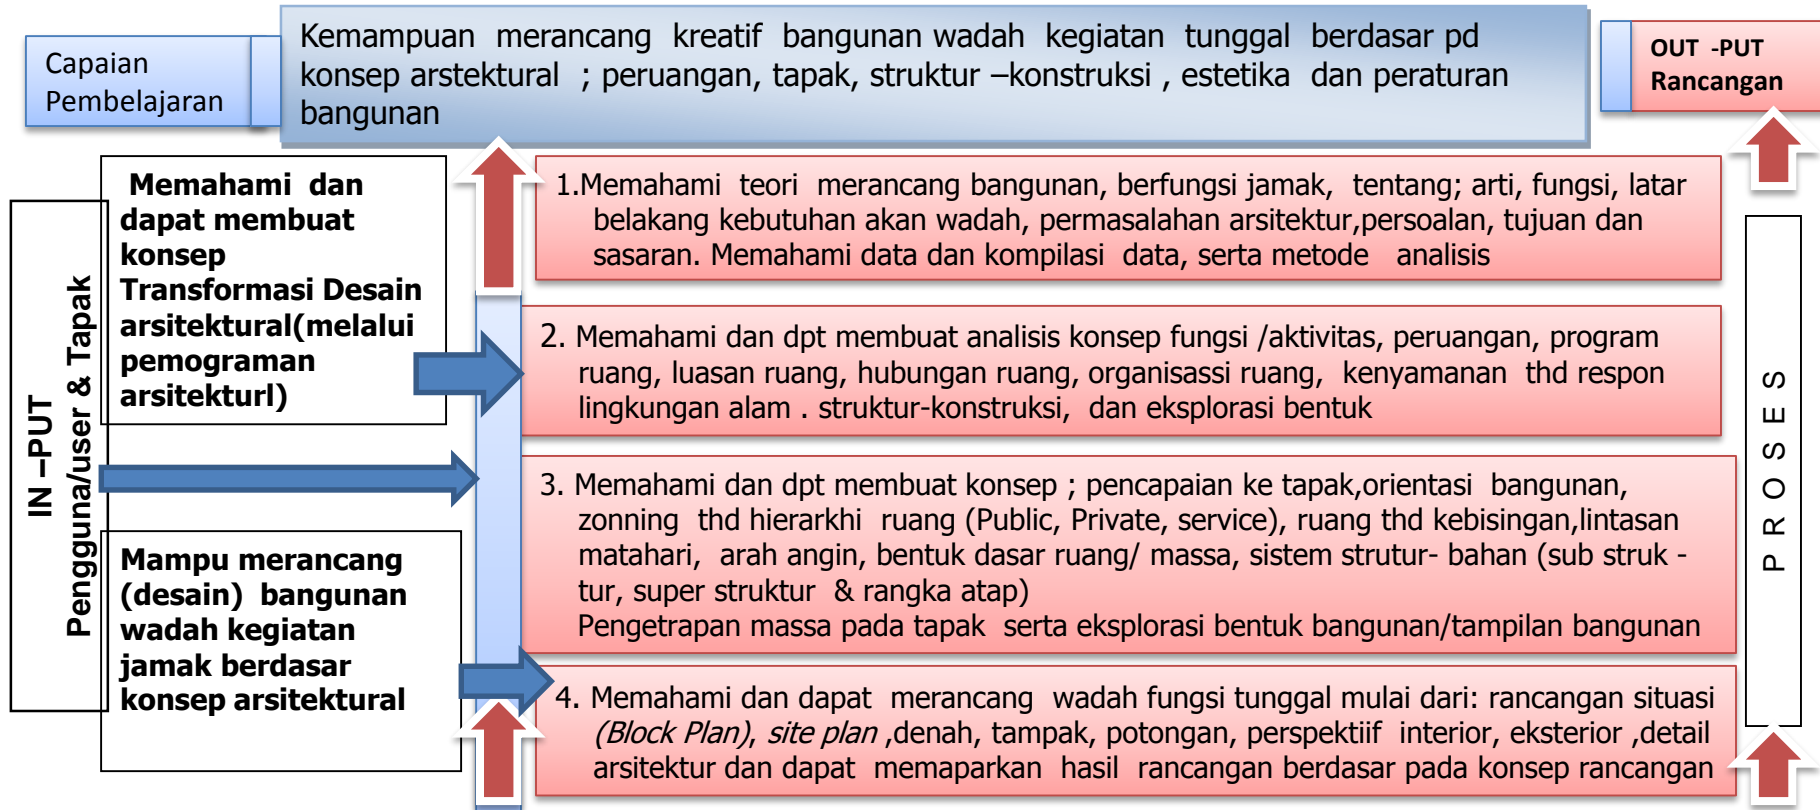 Capaian
Pembelajaran
Kemampuan merancang kreatif bangunan wadah kegiatan tunggal berdasar pd
konsep arstektural ; peruangan, tapak, struktur –konstruksi , estetika dan peraturan
bangunan
OUT -PUT
Rancangan
IN –PUT
Pengguna/user & Tapak
Memahami dan
dapat membuat
konsep
Transformasi Desain
arsitektural(melalui
pemograman
arsitekturl)
Mampu merancang
(desain) bangunan
wadah kegiatan
jamak berdasar
konsep arsitektural
1.Memahami teori merancang bangunan, berfungsi jamak, tentang; arti, fungsi, latar
belakang kebutuhan akan wadah, permasalahan arsitektur,persoalan, tujuan dan
sasaran. Memahami data dan kompilasi data, serta metode analisis
2. Memahami dan dpt membuat analisis konsep fungsi /aktivitas, peruangan, program
ruang, luasan ruang, hubungan ruang, organisassi ruang, kenyamanan thd respon
lingkungan alam . struktur-konstruksi, dan eksplorasi bentuk
3. Memahami dan dpt membuat konsep ; pencapaian ke tapak,orientasi bangunan,
zonning thd hierarkhi ruang (Public, Private, service), ruang thd kebisingan,lintasan
matahari, arah angin, bentuk dasar ruang/ massa, sistem strutur- bahan (sub struk -
tur, super struktur & rangka atap)
Pengetrapan massa pada tapak serta eksplorasi bentuk bangunan/tampilan bangunan
4. Memahami dan dapat merancang wadah fungsi tunggal mulai dari: rancangan situasi
(Block Plan), site plan ,denah, tampak, potongan, perspektiif interior, eksterior ,detail
arsitektur dan dapat memaparkan hasil rancangan berdasar pada konsep rancangan
P R O S E S